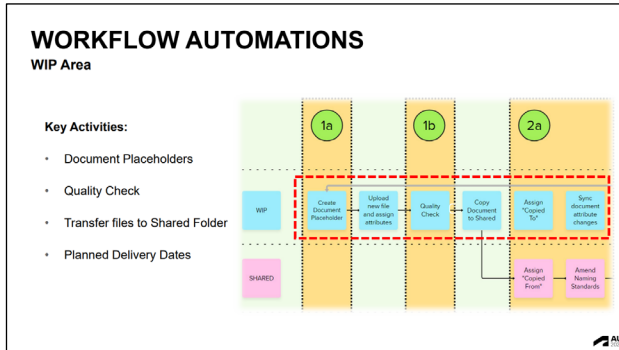 WORKFLOW AUTOMATIONS
WIP Area
Key Activities:
• Document Placeholders
• Quality Check
• Transfer files to Shared Folder
• Planned Delivery Dates
1a
1b
2a
WIP
Create
Document
Placeholder
Upload
new file
and assign
attributes
Quality
Check
Copy
Document
to Shared
Assign
"Copied
To"
Sync
document
attribute
changes
SHARED
Assign
"Copied
From"
Amend
Naming
Standards
AU